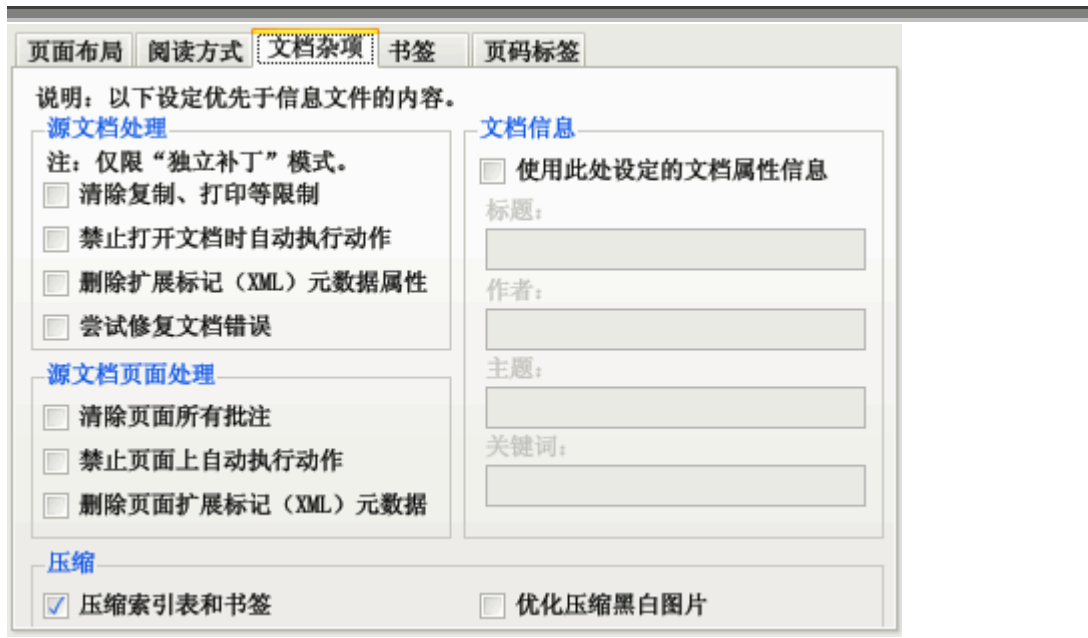 页面布局 阅读方式 文档杂项 书签 页码标签
说明：以下设定优先于信息文件的内容。
源文档处理
注：仅限“独立补丁”模式。
清除复制、打印等限制
禁止打开文档时自动执行动作
删除扩展标记（XML）元数据属性
尝试修复文档错误
源文档页面处理
清除页面所有批注
禁止页面上自动执行动作
删除页面扩展标记（XML）元数据
文档信息
使用此处设定的文档属性信息
标题：
作者：
主题：
关键词：
压缩
压缩索引表和书签
优化压缩黑白图片